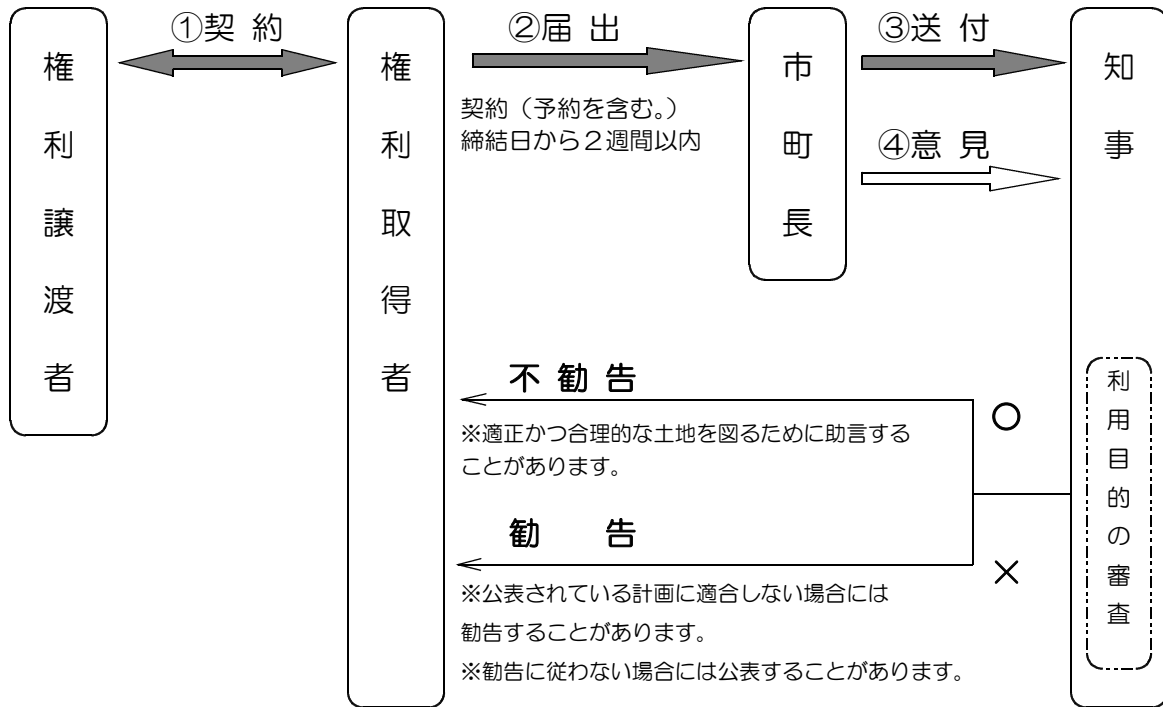 権利譲渡者
①契 約
権利取得者
②届 出
契約（予約を含む。）
締結日から２週間以内
市町長
③送 付
④意 見
知事
利用目的の審査
不 勧 告
○
※適正かつ合理的な土地を図るために助言する
ことがあります。
勧 告
×
※公表されている計画に適合しない場合には
勧告することがあります。
※勧告に従わない場合には公表することがあります。